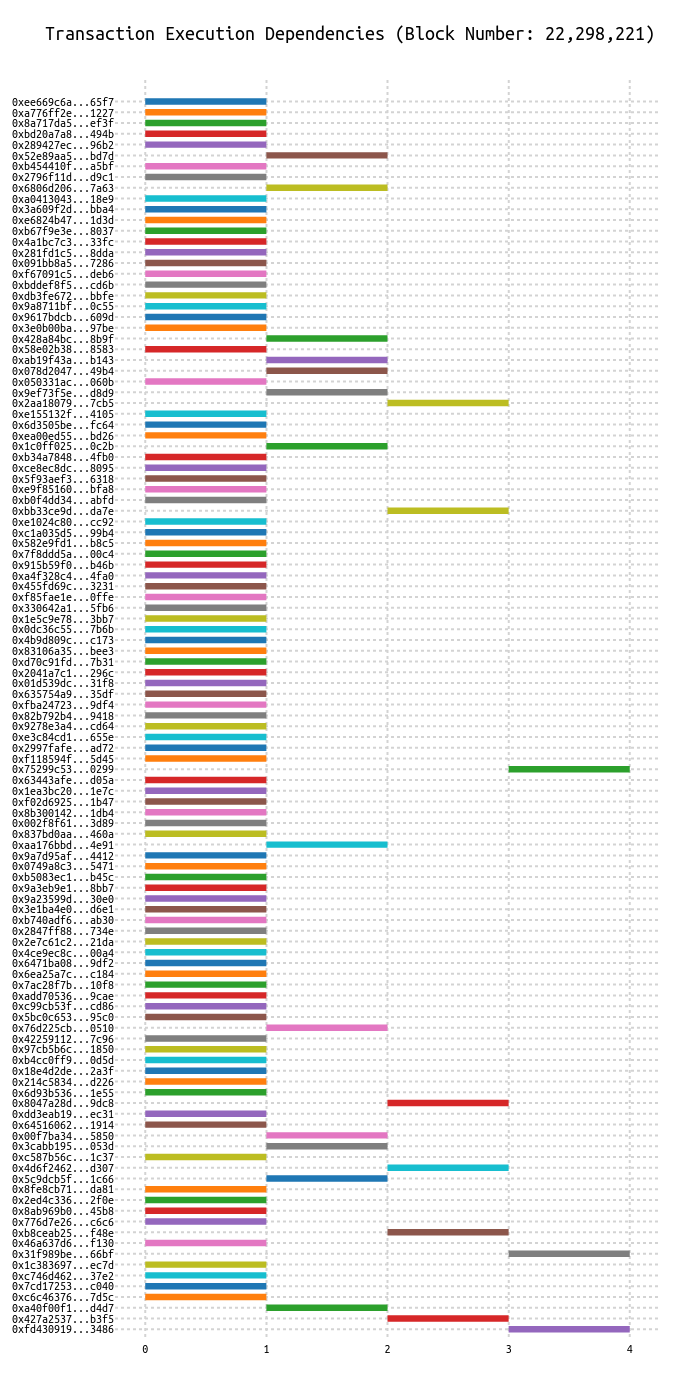 Transaction Execution Dependencies (Block Number: 22,298,221)
0xee669c6a...65f7
0xa776ff2e...1227
0x8a717da5...ef3f
0xbd20a7a8...494b
0x289427ec...96b2
0x52e89aa5...bd7d
0xb454410f...a5bf
0x2796f11d...d9c1
0x6806d206...7a63
0xa0413043...18e9
0x3a609f2d...bba4
0xe6824b47...1d3d
0xb67f9e3e...8037
0x4a1bc7c3...33fc
0x281fd1c5...8dda
0x091bb8a5...7286
0xf67091c5...deb6
0xbddef8f5...cd6b
0xdb3fe672...bbfe
0x9a8711bf...0c55
0x9617bdcb...609d
0x3e0b00ba...97be
0x428a84bc...8b9f
0x58e02b38...8583
0xab19f43a...b143
0x078d2047...49b4
0x050331ac...060b
0x9ef73f5e...d8d9
0x2aa18079...7cb5
0xe155132f...4105
0x6d3505be...fc64
0xea00ed55...bd26
0x1c0ff025...0c2b
0xb34a7848...4fb0
0xce8ec8dc...8095
0x5f93aef3...6318
0xe9f85160...bfa8
0xb0f4dd34...abfd
0xbb33ce9d...da7e
0xe1024c80...cc92
0xc1a035d5...99b4
0x582e9fd1...b8c5
0x7f8ddd5a...00c4
0x915b59f0...b46b
0xa4f328c4...4fa0
0x455fd69c...3231
0xf85fae1e...0ffe
0x330642a1...5fb6
0x1e5c9e78...3bb7
0x0dc36c55...7b6b
0x4b9d809c...c173
0x83106a35...bee3
0xd70c91fd...7b31
0x2041a7c1...296c
0x01d539dc...31f8
0x635754a9...35df
0xfba24723...9df4
0x82b792b4...9418
0x9278e3a4...cd64
0xe3c84cd1...655e
0x2997fafe...ad72
0xf118594f...5d45
0x75299c53...0299
0x63443afe...d05a
0x1ea3bc20...1e7c
0xf02d6925...1b47
0x8b300142...1db4
0x002f8f61...3d89
0x837bd0aa...460a
0xaa176bbd...4e91
0x9a7d95af...4412
0x0749a8c3...5471
0xb5083ec1...b45c
0x9a3eb9e1...8bb7
0x9a23599d...30e0
0x3e1ba4e0...d6e1
0xb740adf6...ab30
0x2847ff88...734e
0x2e7c61c2...21da
0x4ce9ec8c...00a4
0x6471ba08...9df2
0x6ea25a7c...c184
0x7ac28f7b...10f8
0xadd70536...9cae
0xc99cb53f...cd86
0x5bc0c653...95c0
0x76d225cb...0510
0x42259112...7c96
0x97cb5b6c...1850
0xb4cc0ff9...0d5d
0x18e4d2de...2a3f
0x214c5834...d226
0x6d93b536...1e55
0x8047a28d...9dc8
0xdd3eab19...ec31
0x64516062...1914
0x00f7ba34...5850
0x3cabb195...053d
0xc587b56c...1c37
0x4d6f2462...d307
0x5c9dcb5f...1c66
0x8fe8cb71...da81
0x2ed4c336...2f0e
0x8ab969b0...45b8
0x776d7e26...c6c6
0xb8ceab25...f48e
0x46a637d6...f130
0x31f989be...66bf
0x1c383697...ec7d
0xc746d462...37e2
0x7cd17253...c040
0xc6c46376...7d5c
0xa40f00f1...d4d7
0x427a2537...b3f5
0xfd430919...3486
0 1 2 3 4